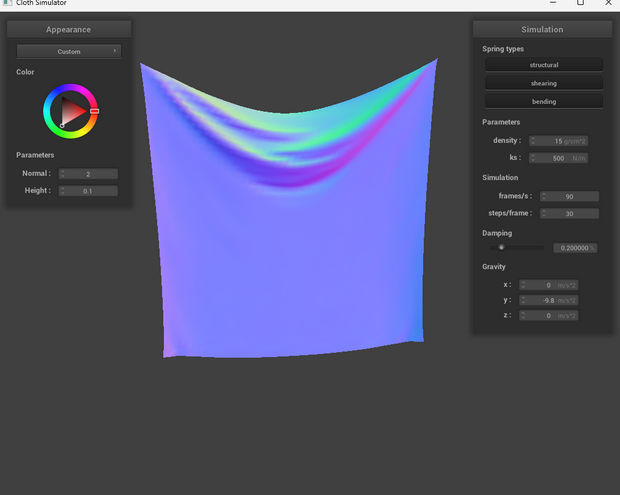 Cloth Simulator
Appearance
Custom
Color
Parameters
Normal : 2
Height : 0.1
Simulation
Spring types
structural
shearing
bending
Parameters
density : 15 g/cm^2
ks : 500 N/m
Simulation
frames/s : 90
steps/frame : 30
Damping
0.200000 %
Gravity
x : 0 m/s^2
y : -9.8 m/s^2
z : 0 m/s^2